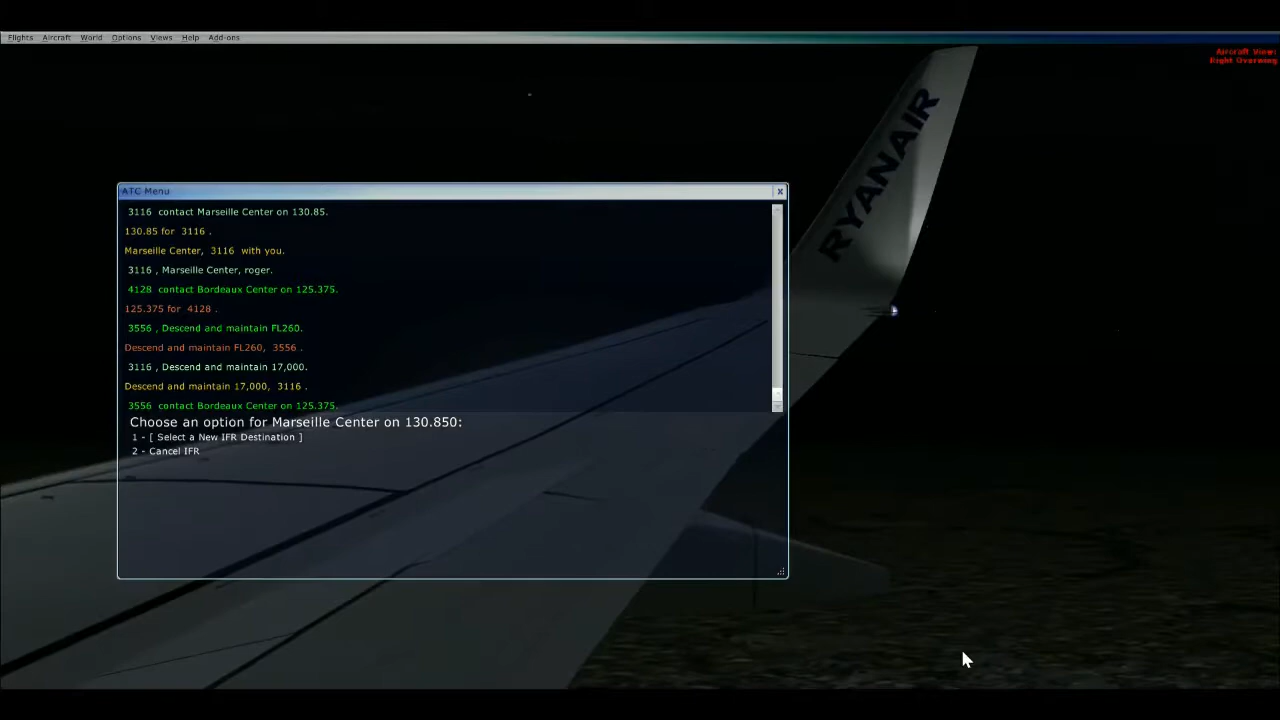 Flights Aircraft World Options Views Help Add-ons
Aircraft View:
Right Overwing
RYANAIR
ATC Menu
x
3116 contact Marseille Center on 130.85.
130.85 for 3116 .
Marseille Center, 3116 with you.
3116 , Marseille Center, roger.
4128 contact Bordeaux Center on 125.375.
125.375 for 4128 .
3556 , Descend and maintain FL260.
Descend and maintain FL260, 3556 .
3116 , Descend and maintain 17,000.
Descend and maintain 17,000, 3116 .
3556 contact Bordeaux Center on 125.375.
Choose an option for Marseille Center on 130.850:
1 - [ Select a New IFR Destination ]
2 - Cancel IFR